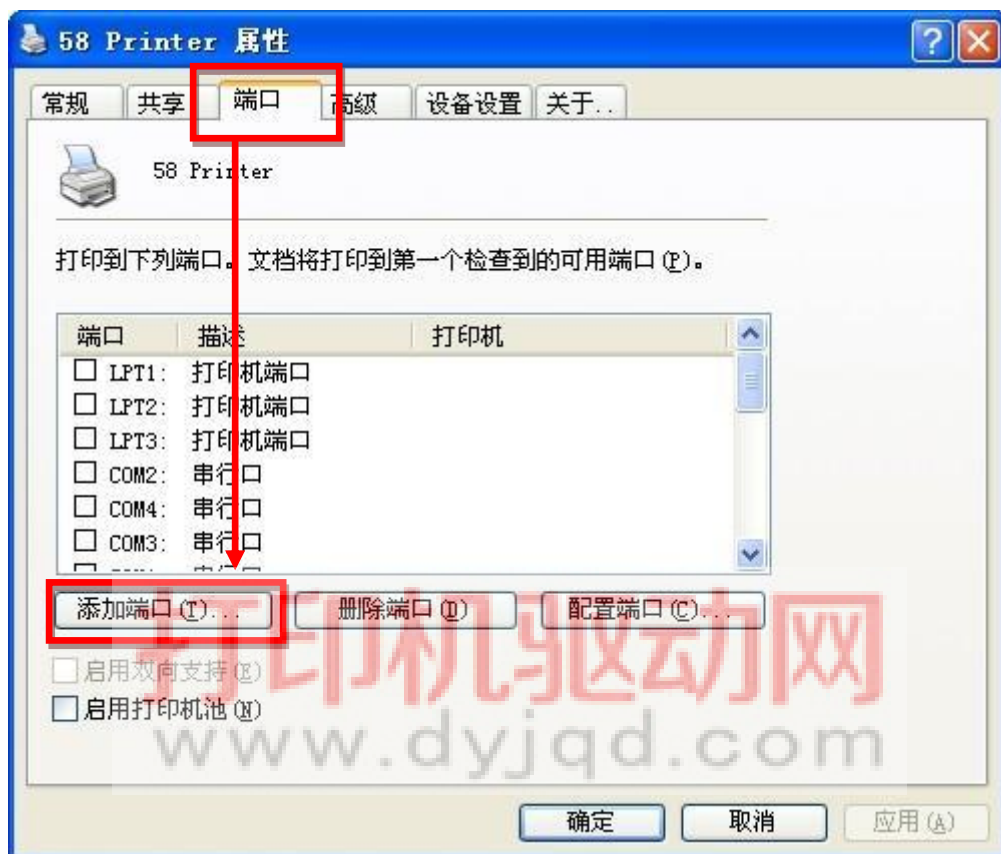 58 Printer 属性
常规 共享 端口 高级 设备设置 关于..
58 Printer
打印到下列端口。文档将打印到第一个检查到的可用端口(P)。
端口 描述 打印机
LPT1: 打印机端口
LPT2: 打印机端口
LPT3: 打印机端口
COM2: 串行口
COM4: 串行口
COM3: 串行口
添加端口(T)... 删除端口(D) 配置端口(C)...
打印机驱动网
启用双向支持(E)
启用打印机池(N)
www.dyjqd.com
确定 取消 应用(A)